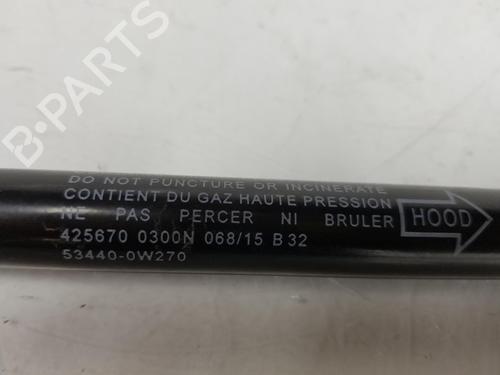 B-PARTS
DO NOT PUNCTURE OR INCINERATE
CONTIENT DU GAZ HAUTE PRESSION
NE PAS PERCER NI BRULER
HOOD
425670 0300N 068/15 B32
53440-0W270